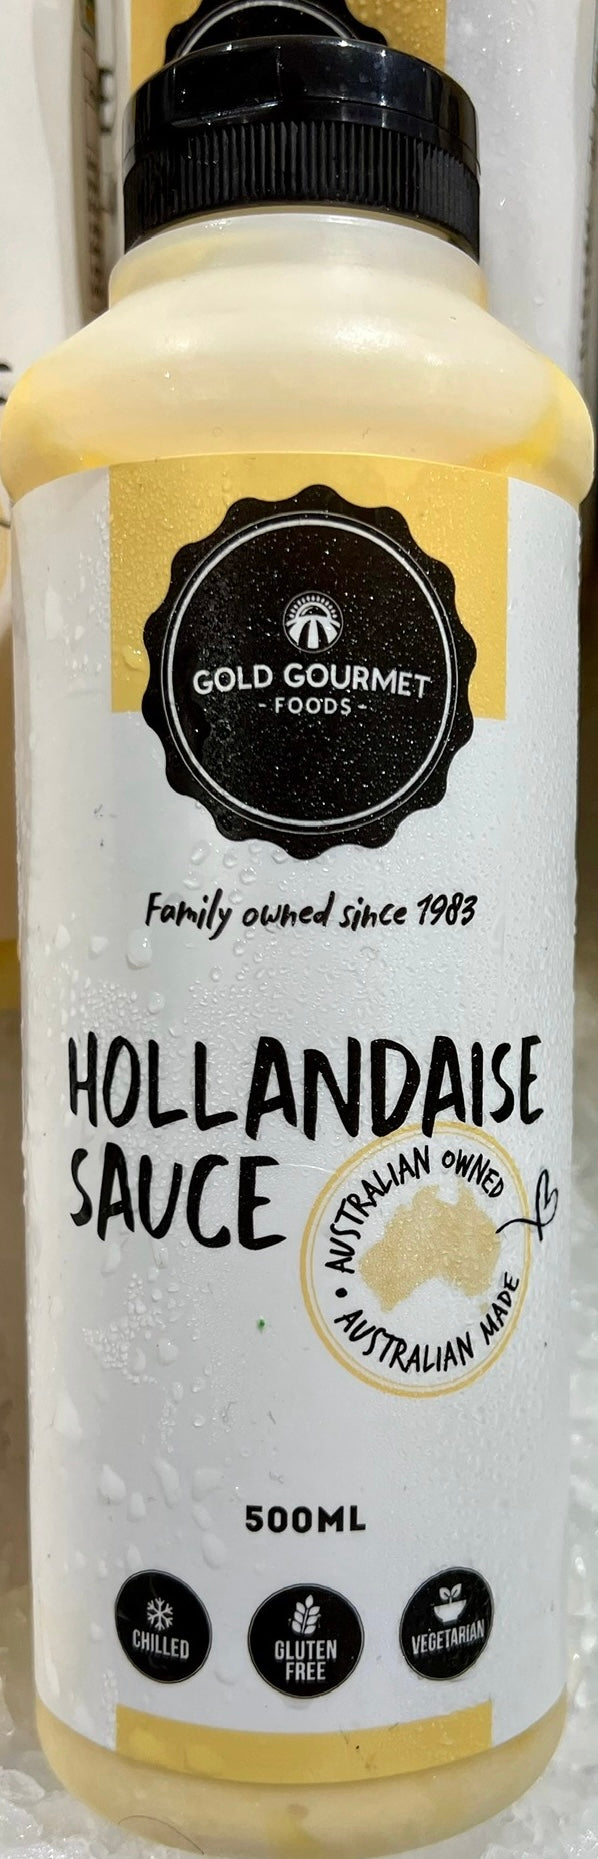 GOLD GOURMET
- FOODS -
Family owned since 1983
HOLLANDAISE
SAUCE
AUSTRALIAN OWNED
• AUSTRALIAN MADE
500ML
CHILLED
GLUTEN
FREE
VEGETARIAN